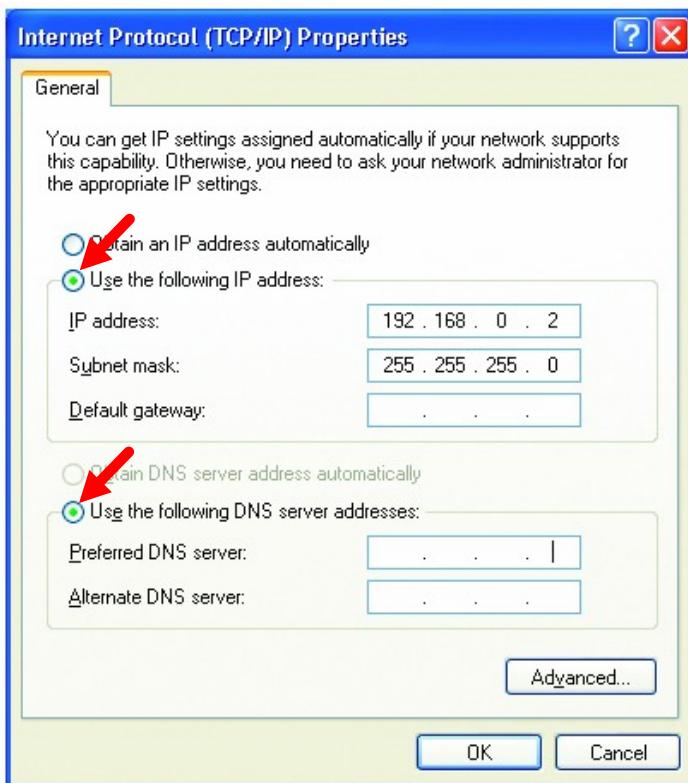 Internet Protocol (TCP/IP) Properties
General
You can get IP settings assigned automatically if your network supports
this capability. Otherwise, you need to ask your network administrator for
the appropriate IP settings.
Obtain an IP address automatically
Use the following IP address:
IP address: 192 . 168 . 0 . 2
Subnet mask: 255 . 255 . 255 . 0
Default gateway: . . .
Obtain DNS server address automatically
Use the following DNS server addresses:
Preferred DNS server: . . .
Alternate DNS server: . . .
Advanced...
OK Cancel